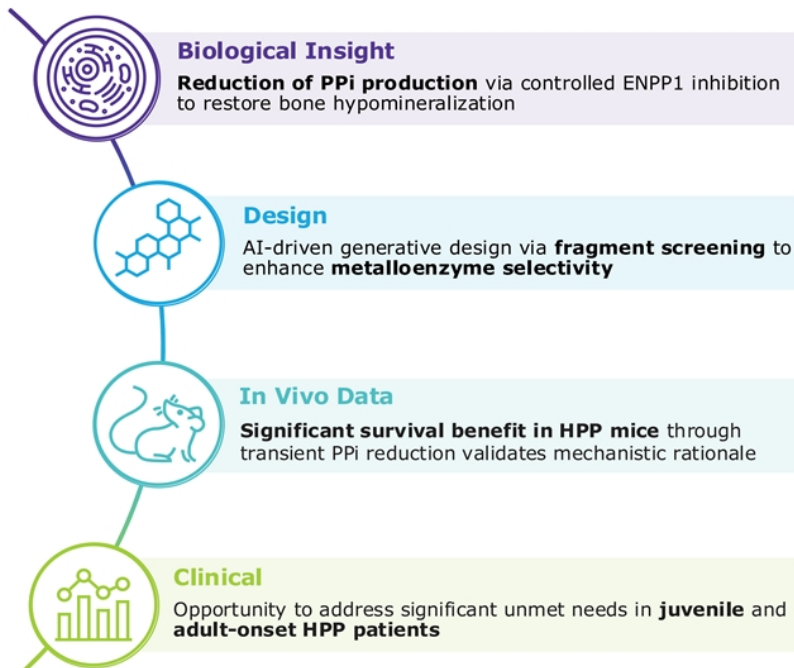 Biological Insight
Reduction of PPi production via controlled ENPP1 inhibition
to restore bone hypomineralization
Design
AI-driven generative design via fragment screening to
enhance metalloenzyme selectivity
In Vivo Data
Significant survival benefit in HPP mice through
transient PPi reduction validates mechanistic rationale
Clinical
Opportunity to address significant unmet needs in juvenile and
adult-onset HPP patients